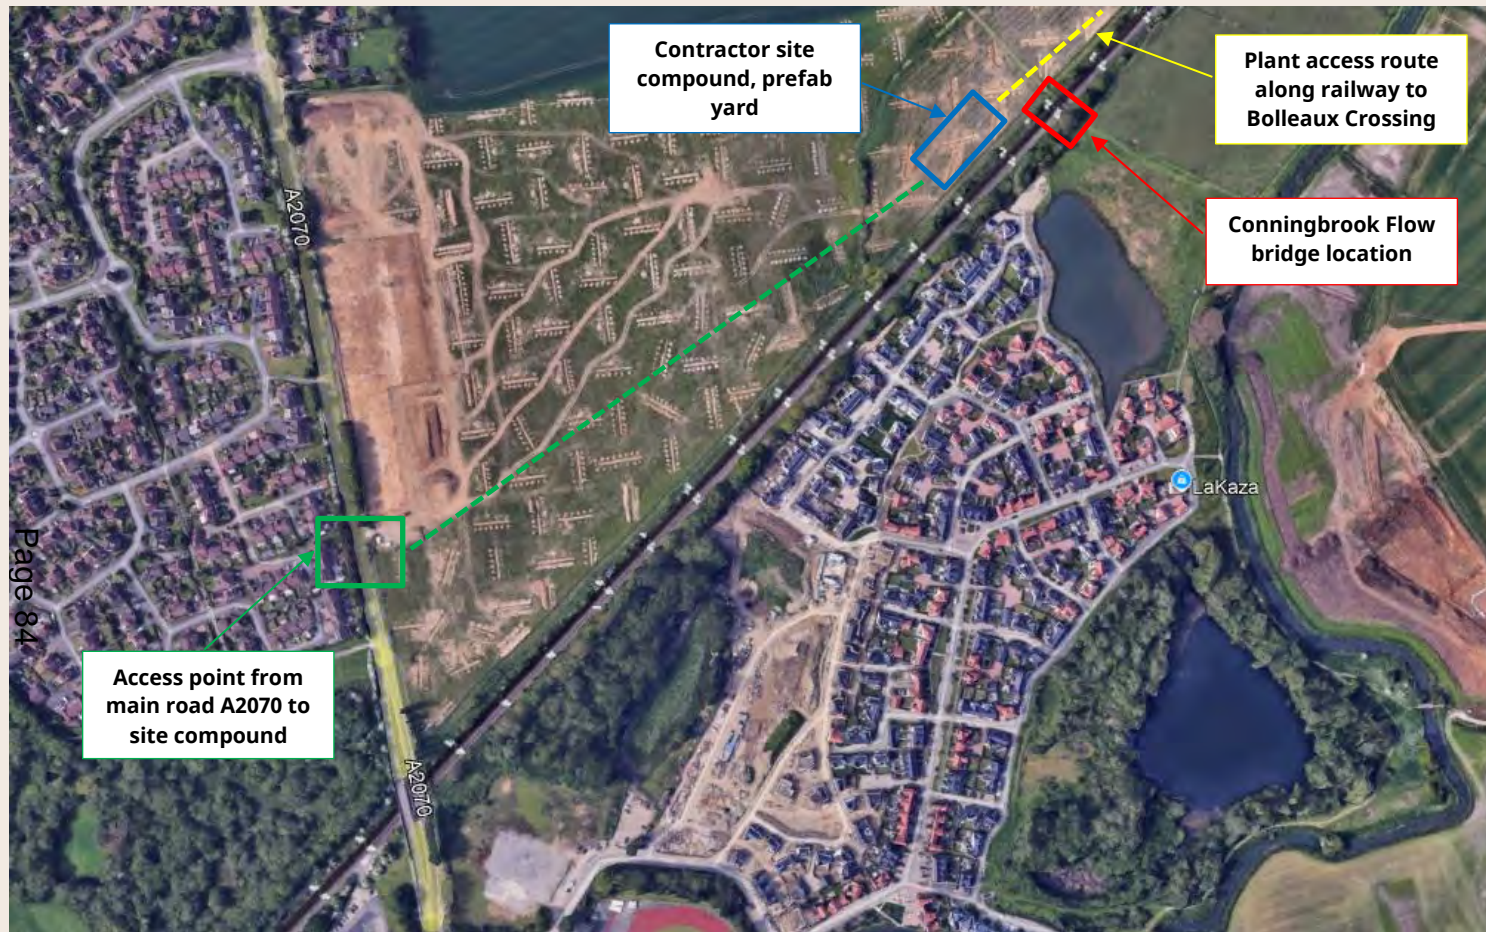 Contractor site
compound, prefab
yard
Plant access route
along railway to
Bolleaux Crossing
Conningbrook Flow
bridge location
A2070
LaKaza
Page 84
Access point from
main road A2070 to
site compound
A2070